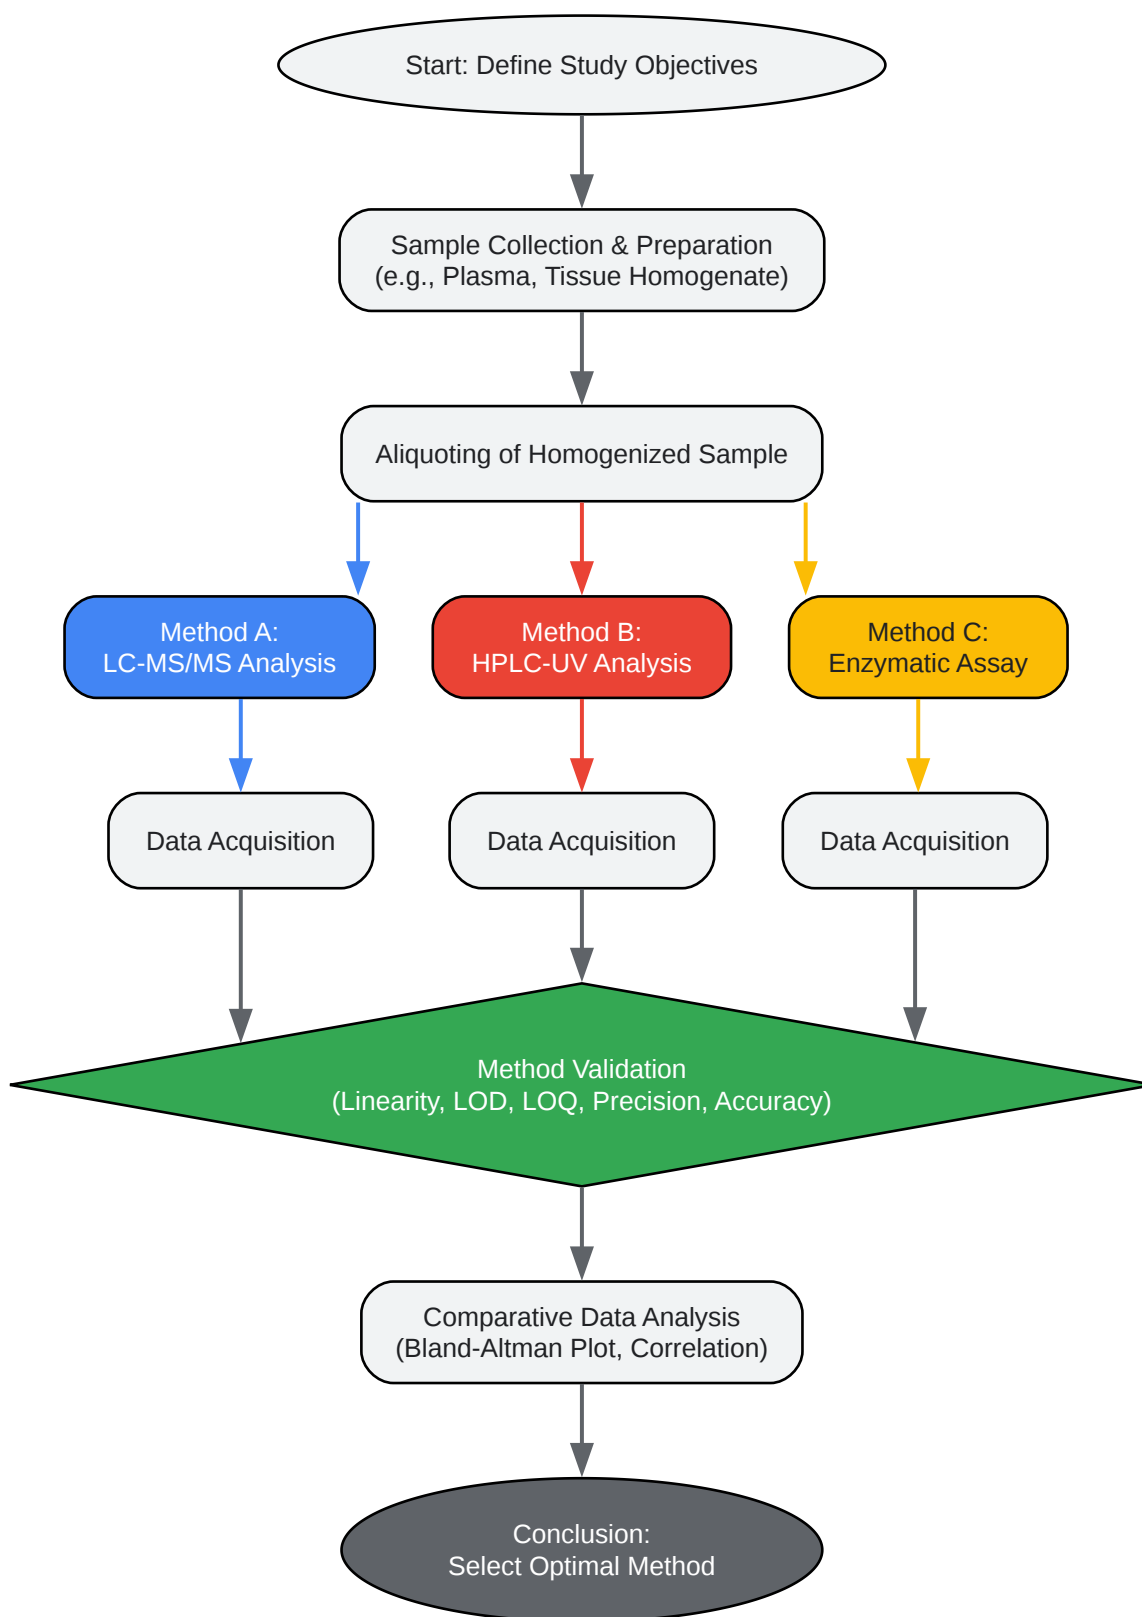 Start: Define Study Objectives
Sample Collection & Preparation
(e.g., Plasma, Tissue Homogenate)
Aliquoting of Homogenized Sample
Method A:
LC-MS/MS Analysis
Method B:
HPLC-UV Analysis
Method C:
Enzymatic Assay
Data Acquisition
Data Acquisition
Data Acquisition
Method Validation
(Linearity, LOD, LOQ, Precision, Accuracy)
Comparative Data Analysis
(Bland-Altman Plot, Correlation)
Conclusion:
Select Optimal Method